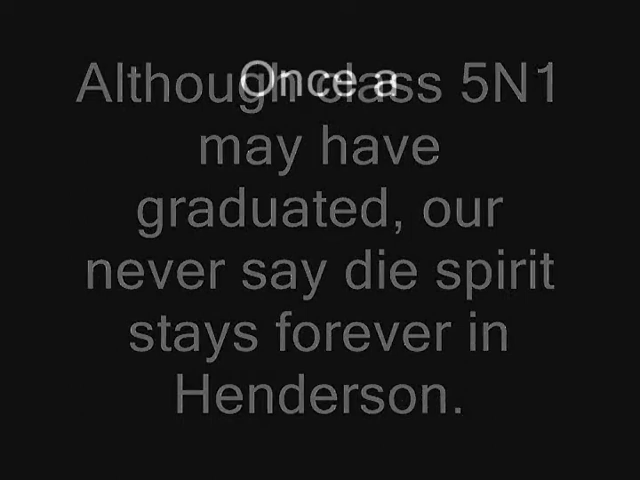 Once a
Although class 5N1
may have
graduated, our
never say die spirit
stays forever in
Henderson.